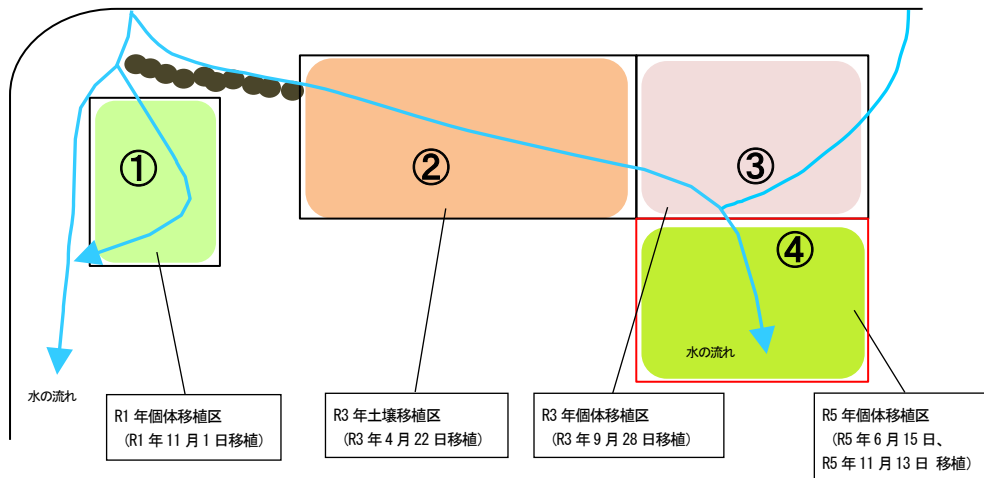 ①
②
③
④
水の流れ
水の流れ
R1 年個体移植区
（R1 年 11 月 1 日移植）
R3 年土壌移植区
（R3 年 4 月 22 日移植）
R3 年個体移植区
（R3 年 9 月 28 日移植）
R5 年個体移植区
（R5 年 6 月 15 日、
R5 年 11 月 13 日 移植）